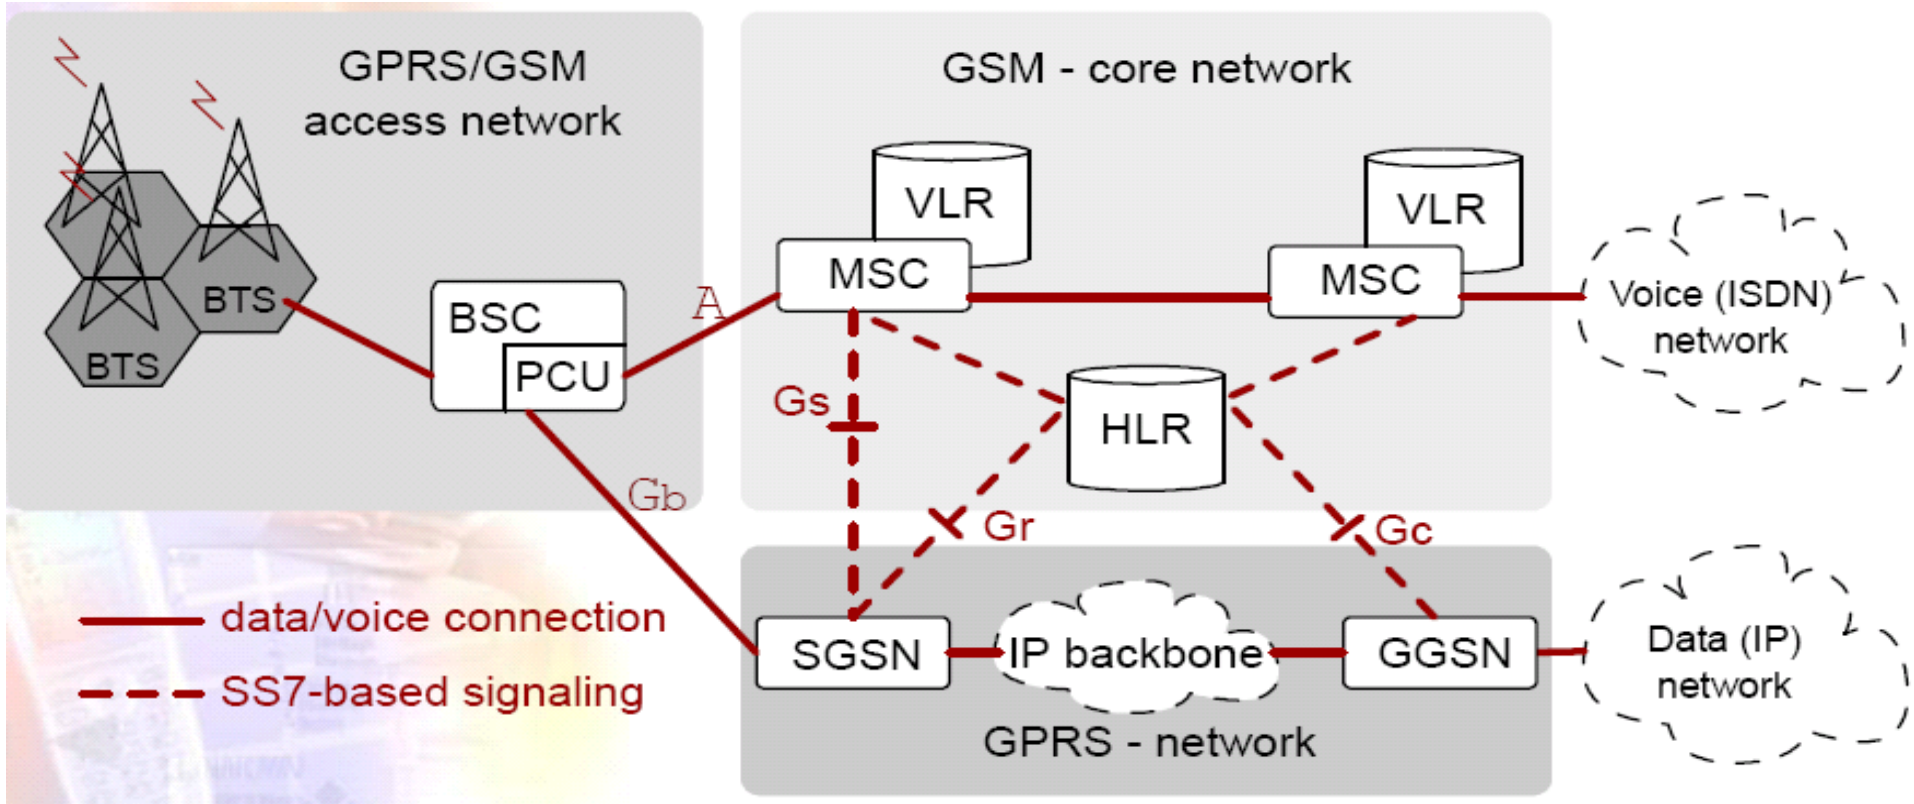 GPRS/GSM
access network
BTS
BTS
BSC
PCU
A
Gb
GSM - core network
VLR
MSC
VLR
MSC
HLR
Gs
Gr
Gc
Voice (ISDN)
network
SGSN
IP backbone
GGSN
GPRS - network
Data (IP)
network
data/voice connection
SS7-based signaling